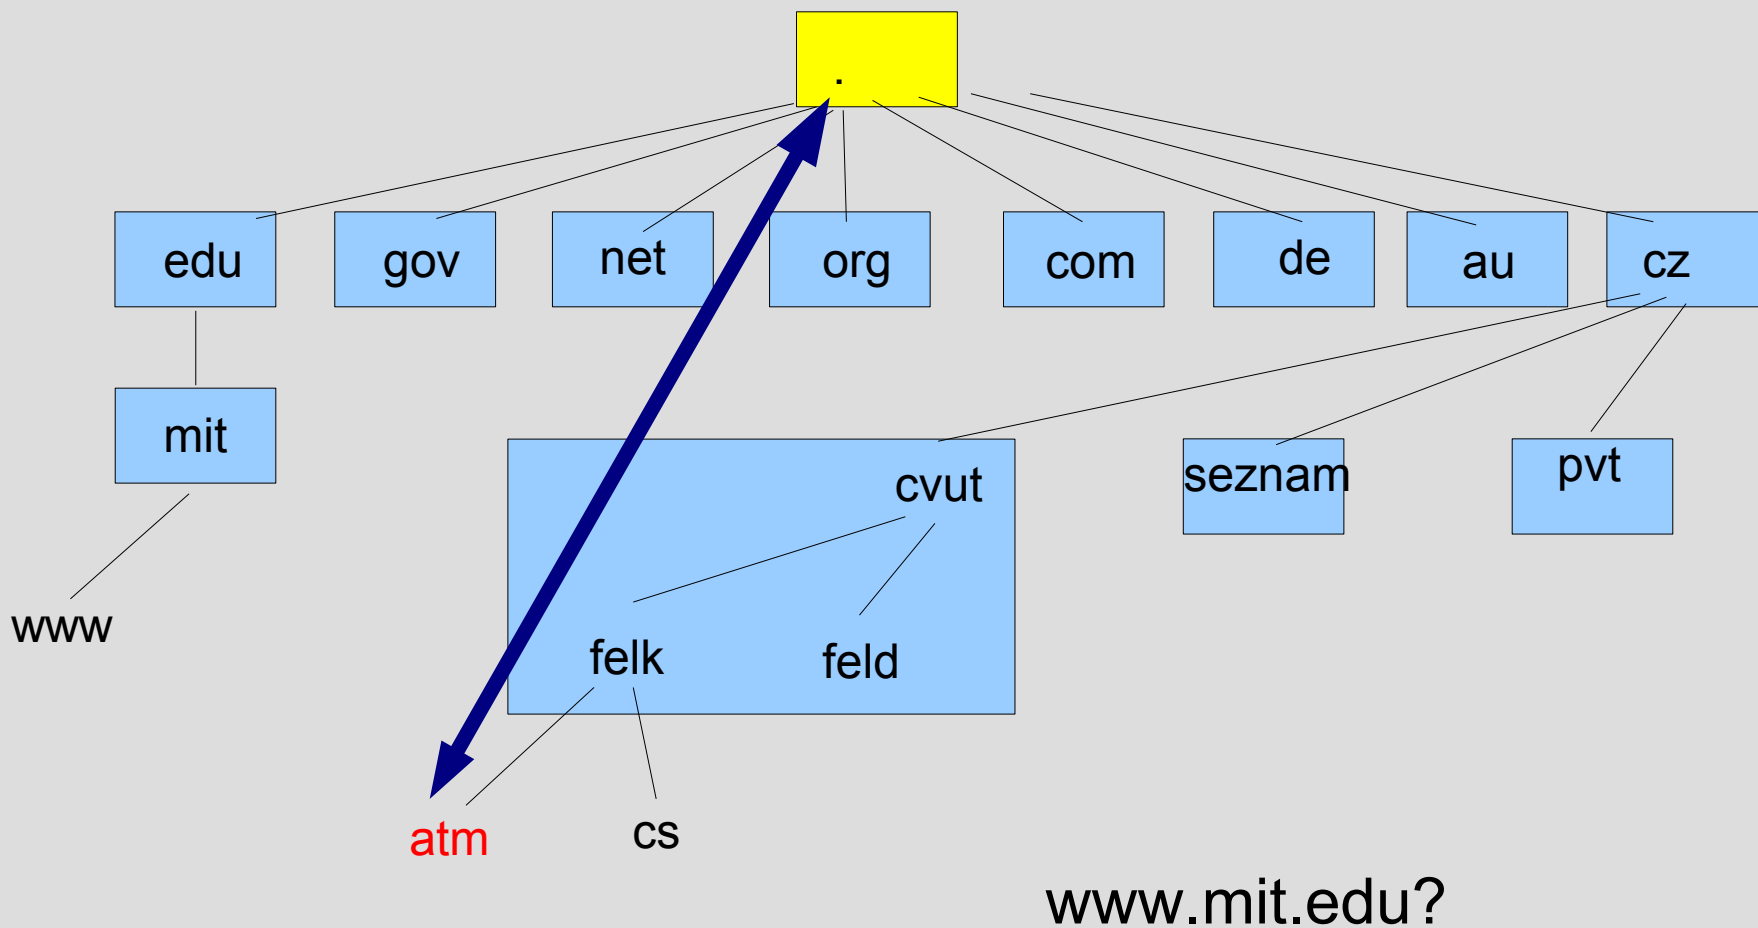 .
edu gov net org com de au cz
mit
cvut seznam pvt
www
felk feld
atm cs
www.mit.edu?